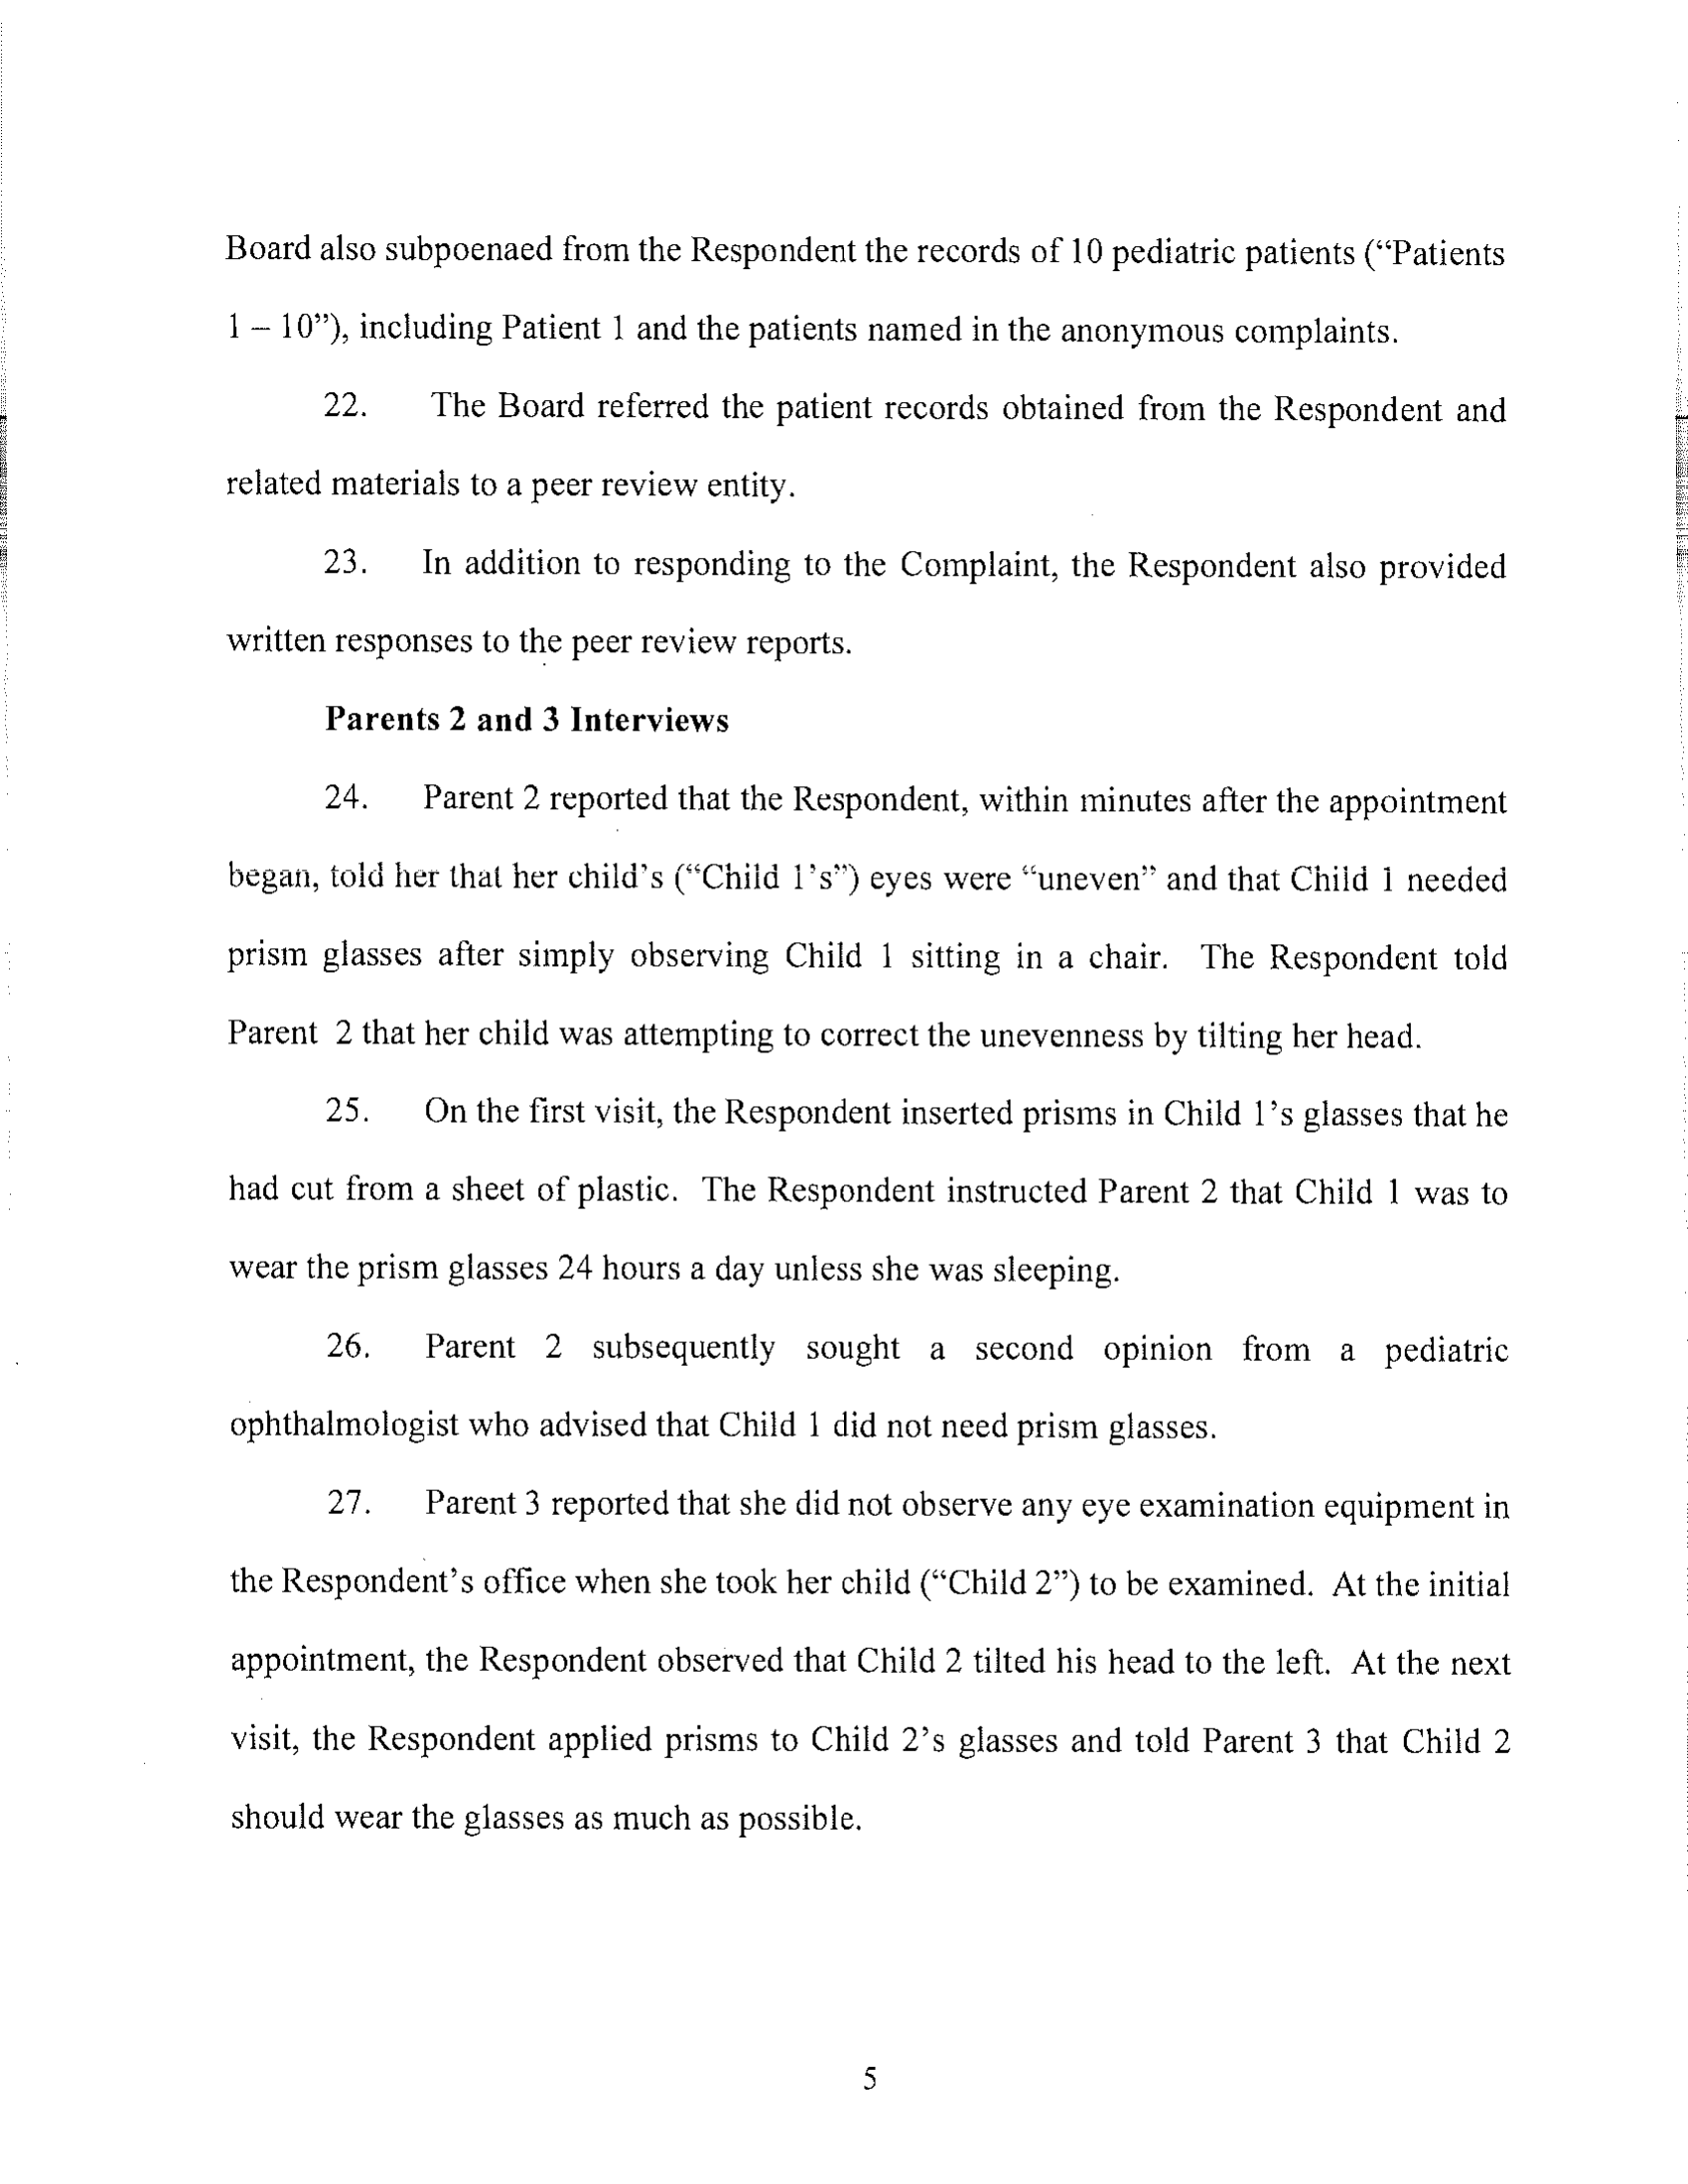 Board also subpoenaed from the Respondent the records of 10 pediatric patients (“Patients
1 – 10”), including Patient 1 and the patients named in the anonymous complaints.
22. The Board referred the patient records obtained from the Respondent and
related materials to a peer review entity.
23. In addition to responding to the Complaint, the Respondent also provided
written responses to the peer review reports.
Parents 2 and 3 Interviews
24. Parent 2 reported that the Respondent, within minutes after the appointment
began, told her that her child’s (“Child 1’s”) eyes were “uneven” and that Child 1 needed
prism glasses after simply observing Child 1 sitting in a chair. The Respondent told
Parent 2 that her child was attempting to correct the unevenness by tilting her head.
25. On the first visit, the Respondent inserted prisms in Child 1’s glasses that he
had cut from a sheet of plastic. The Respondent instructed Parent 2 that Child 1 was to
wear the prism glasses 24 hours a day unless she was sleeping.
26. Parent 2 subsequently sought a second opinion from a pediatric
ophthalmologist who advised that Child 1 did not need prism glasses.
27. Parent 3 reported that she did not observe any eye examination equipment in
the Respondent’s office when she took her child (“Child 2”) to be examined. At the initial
appointment, the Respondent observed that Child 2 tilted his head to the left. At the next
visit, the Respondent applied prisms to Child 2’s glasses and told Parent 3 that Child 2
should wear the glasses as much as possible.
5